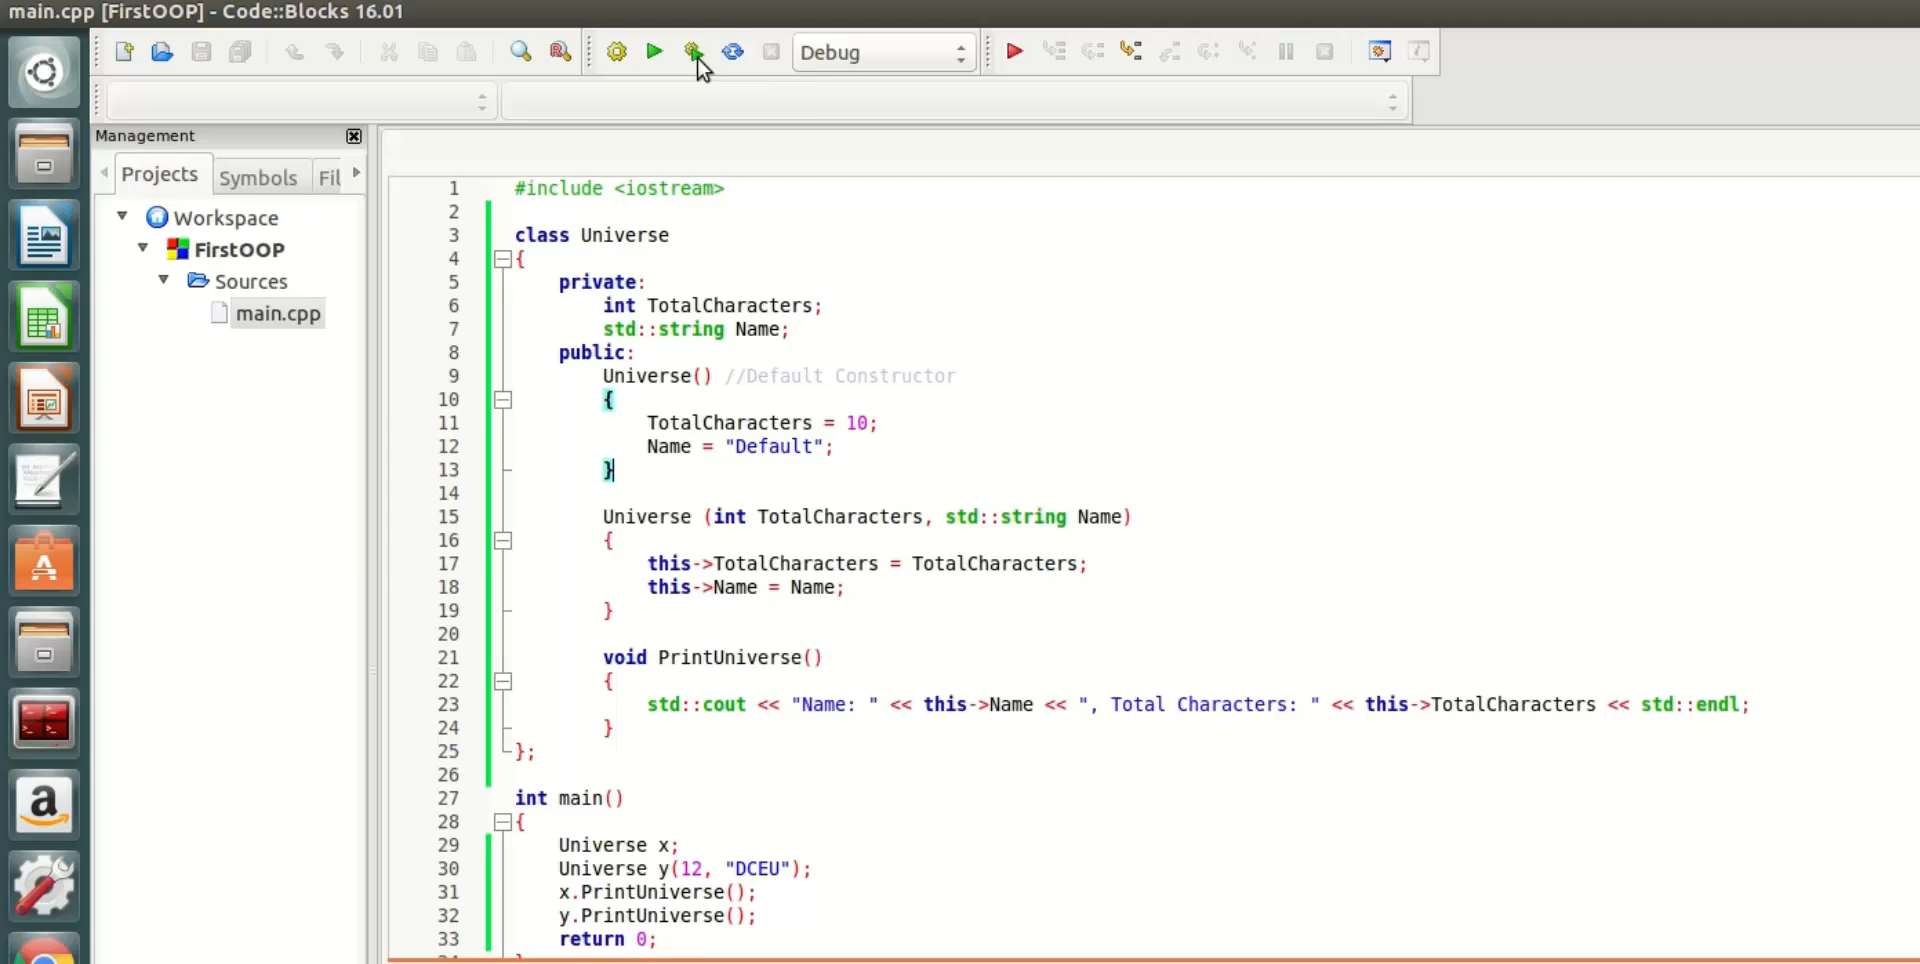 main.cpp [FirstOOP] - Code::Blocks 16.01
Debug
Management
Projects
Symbols
Fil
Workspace
FirstOOP
Sources
main.cpp
1 #include <iostream>
2
3 class Universe
4 {
5     private:
6         int TotalCharacters;
7         std::string Name;
8     public:
9         Universe() //Default Constructor
10         {
11             TotalCharacters = 10;
12             Name = "Default";
13         }
14
15         Universe (int TotalCharacters, std::string Name)
16         {
17             this->TotalCharacters = TotalCharacters;
18             this->Name = Name;
19         }
20
21         void PrintUniverse()
22         {
23             std::cout << "Name: " << this->Name << ", Total Characters: " << this->TotalCharacters << std::endl;
24         }
25 };
26
27 int main()
28 {
29     Universe x;
30     Universe y(12, "DCEU");
31     x.PrintUniverse();
32     y.PrintUniverse();
33     return 0;